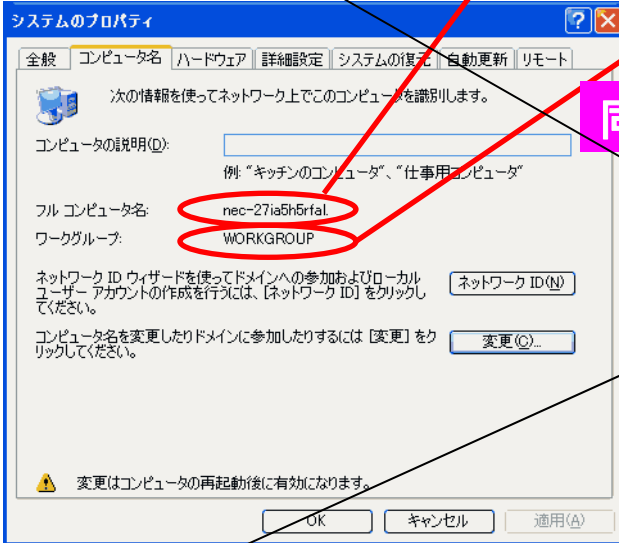 システムのプロパティ
全般 コンピュータ名 ハードウェア 詳細設定 システムの復元 自動更新 リモート
次の情報を使ってネットワーク上でこのコンピュータを識別します。
コンピュータの説明(D):
例: "キッチンのコンピュータ"、"仕事用コンピュータ"
フル コンピュータ名: nec-27ia5h5rfal.
ワークグループ: WORKGROUP
ネットワーク ID ウィザードを使ってドメインへの参加およびローカル
ユーザー アカウントの作成を行うには、[ネットワーク ID] をクリックし
てください。
ネットワーク ID(N)
コンピュータ名を変更したりドメインに参加したりするには [変更] をク
リックしてください。
変更(C)...
変更はコンピュータの再起動後に有効になります。
OK キャンセル 適用(A)